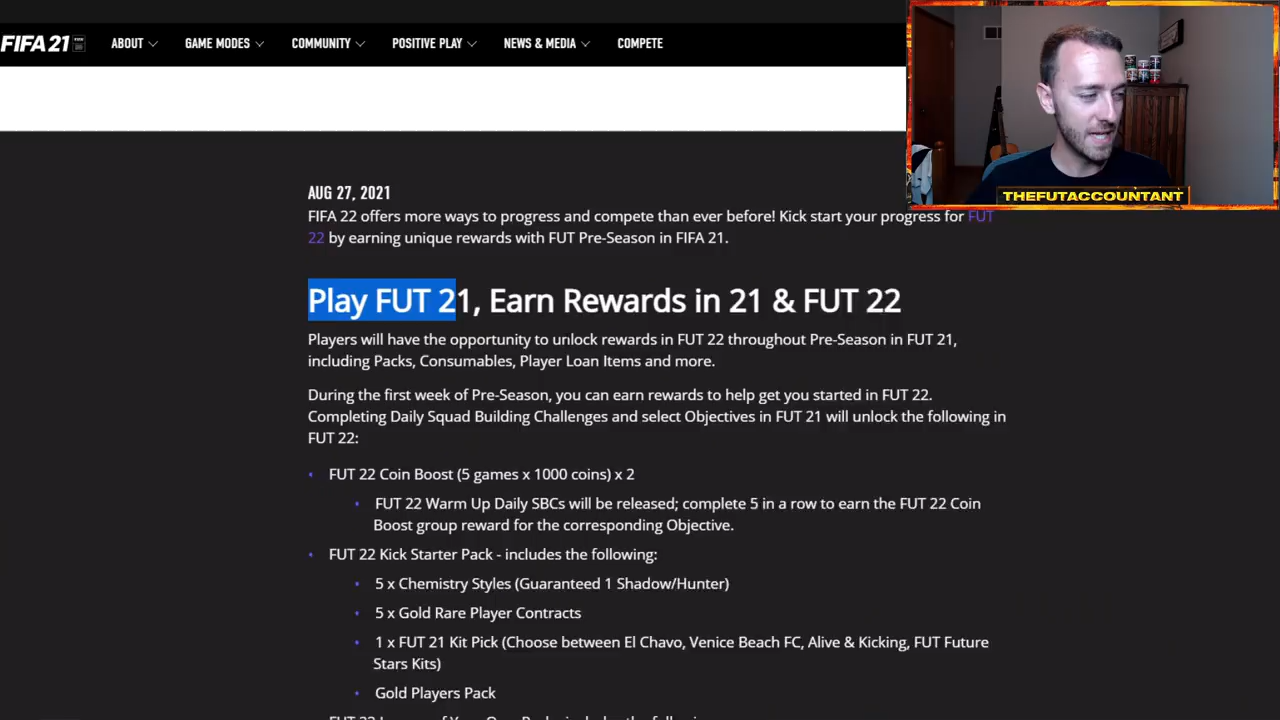 FIFA 21 ABOUT GAME MODES COMMUNITY POSITIVE PLAY NEWS & MEDIA COMPETE
THEFUTACCOUNTANT
AUG 27, 2021
FIFA 22 offers more ways to progress and compete than ever before! Kick start your progress for FUT
22 by earning unique rewards with FUT Pre-Season in FIFA 21.
Play FUT 21, Earn Rewards in 21 & FUT 22
Players will have the opportunity to unlock rewards in FUT 22 throughout Pre-Season in FUT 21,
including Packs, Consumables, Player Loan Items and more.
During the first week of Pre-Season, you can earn rewards to help get you started in FUT 22.
Completing Daily Squad Building Challenges and select Objectives in FUT 21 will unlock the following in
FUT 22:
• FUT 22 Coin Boost (5 games x 1000 coins) x 2
• FUT 22 Warm Up Daily SBCs will be released; complete 5 in a row to earn the FUT 22 Coin
Boost group reward for the corresponding Objective.
• FUT 22 Kick Starter Pack - includes the following:
• 5 x Chemistry Styles (Guaranteed 1 Shadow/Hunter)
• 5 x Gold Rare Player Contracts
• 1 x FUT 21 Kit Pick (Choose between El Chavo, Venice Beach FC, Alive & Kicking, FUT Future
Stars Kits)
• Gold Players Pack